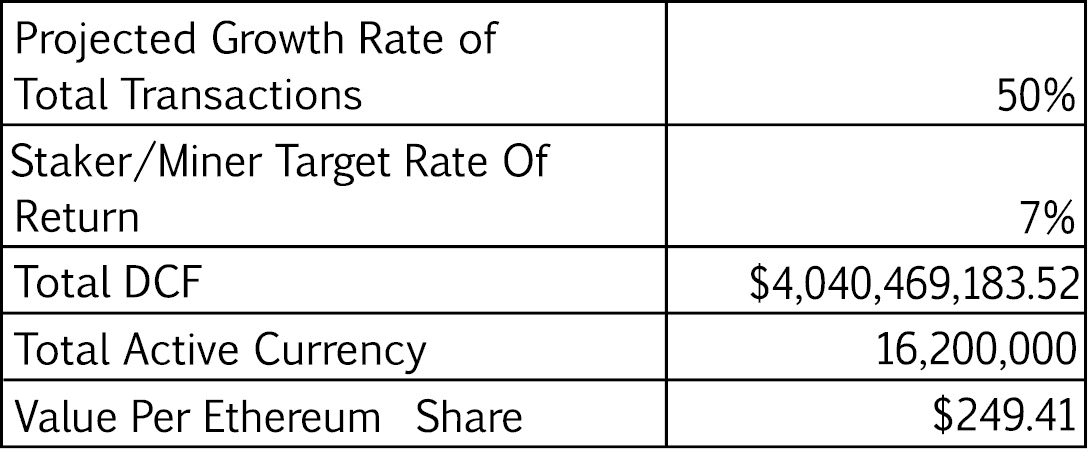 Projected Growth Rate of
Total Transactions 50%
Staker/Miner Target Rate Of
Return 7%
Total DCF $4,040,469,183.52
Total Active Currency 16,200,000
Value Per Ethereum Share $249.41